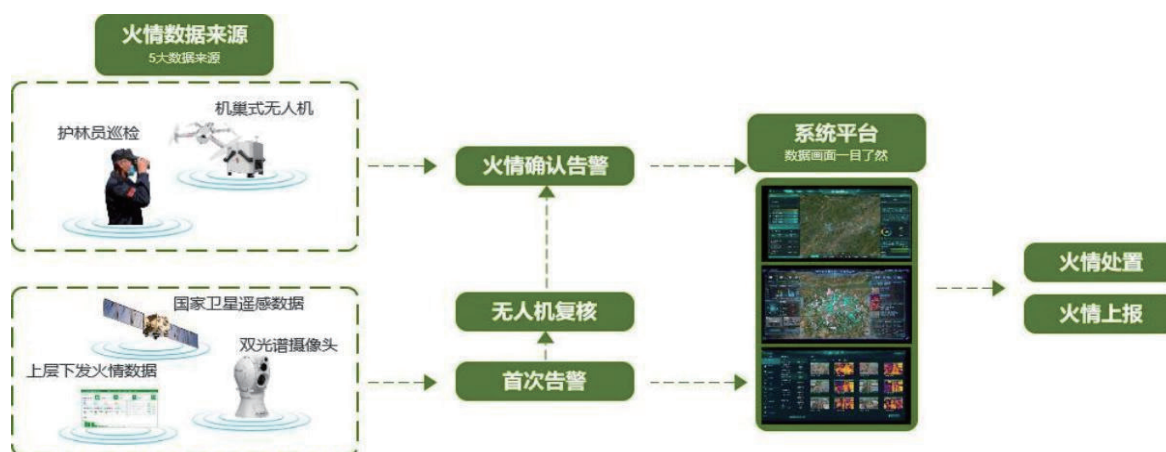 火情数据来源
5大数据来源
机巢式无人机
护林员巡检
国家卫星遥感数据
双光谱摄像头
上层下发火情数据
火情确认告警
无人机复核
首次告警
系统平台
数据画面一目了然
火情处置
火情上报